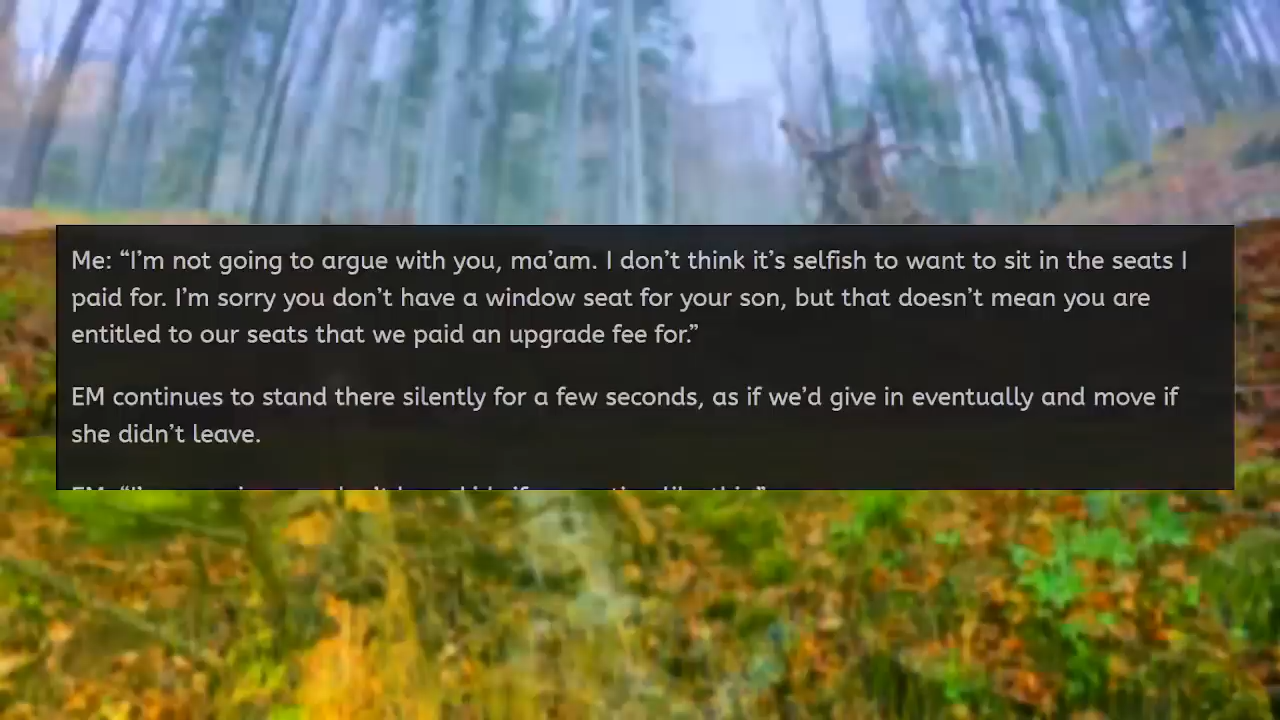 Me: “I’m not going to argue with you, ma’am. I don’t think it’s selfish to want to sit in the seats I
paid for. I’m sorry you don’t have a window seat for your son, but that doesn’t mean you are
entitled to our seats that we paid an upgrade fee for.”
EM continues to stand there silently for a few seconds, as if we’d give in eventually and move if
she didn’t leave.